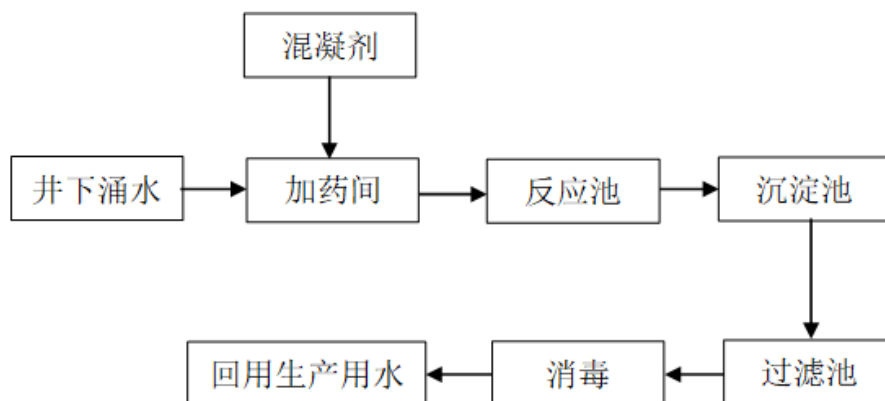 混凝剂
井下涌水
加药间
反应池
沉淀池
回用生产用水
消毒
过滤池